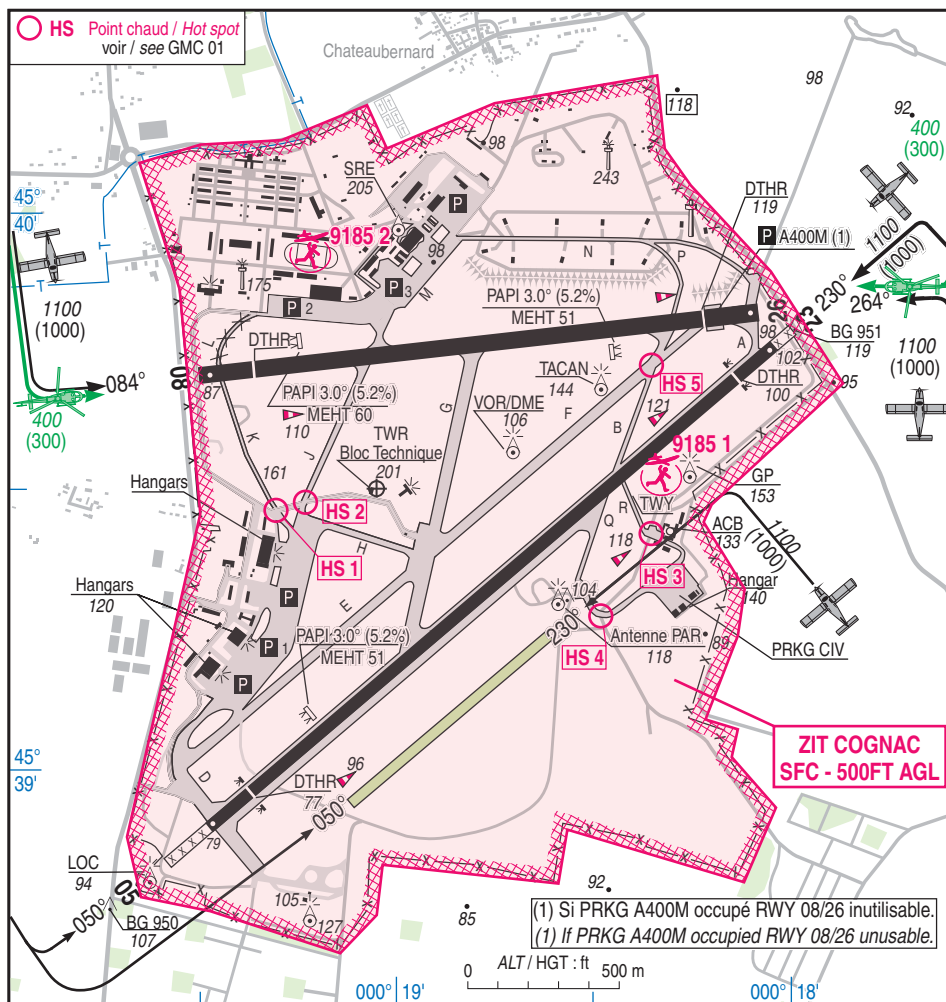 HS Point chaud / Hot spot
voir / see GMC 01
Chateaubernard
98
118
92
400
(300)
98
243
SRE
205
DTHR
119
P
45°
40'
9185 2
98
P A400M (1)
1100
(1000)
230°
264°
N
P
M
175
P 3
P 2
PAPI 3.0° (5.2%)
MEHT 51
1100
(1000)
26
23
98
BG 951
119
A
102
1100
(1000)
DTHR
L
08
87
084°
400
(300)
TACAN
144
HS 5
DTHR
100
95
PAPI 3.0° (5.2%)
MEHT 60
110
G
VOR/DME
106
F
121
B
K
J
TWR
Bloc Technique
201
161
9185 1
Hangars
TWY
GP
153
HS 2
R
Q
118
ACB
133
1100
(1000)
H
HS 1
HS 3
Hangar
140
Hangars
120
P
E
104
230°
Antenne PAR
118
89
HS 4
PRKG CIV
P 1
PAPI 3.0° (5.2%)
MEHT 51
P
ZIT COGNAC
SFC - 500FT AGL
45°
39'
D
96
DTHR
77
050°
79
LOC
94
05
050°
BG 950
107
105
127
92
85
(1) Si PRKG A400M occupé RWY 08/26 inutilisable.
(1) If PRKG A400M occupied RWY 08/26 unusable.
ALT / HGT : ft
0 500 m
000° 19'
000° 18'